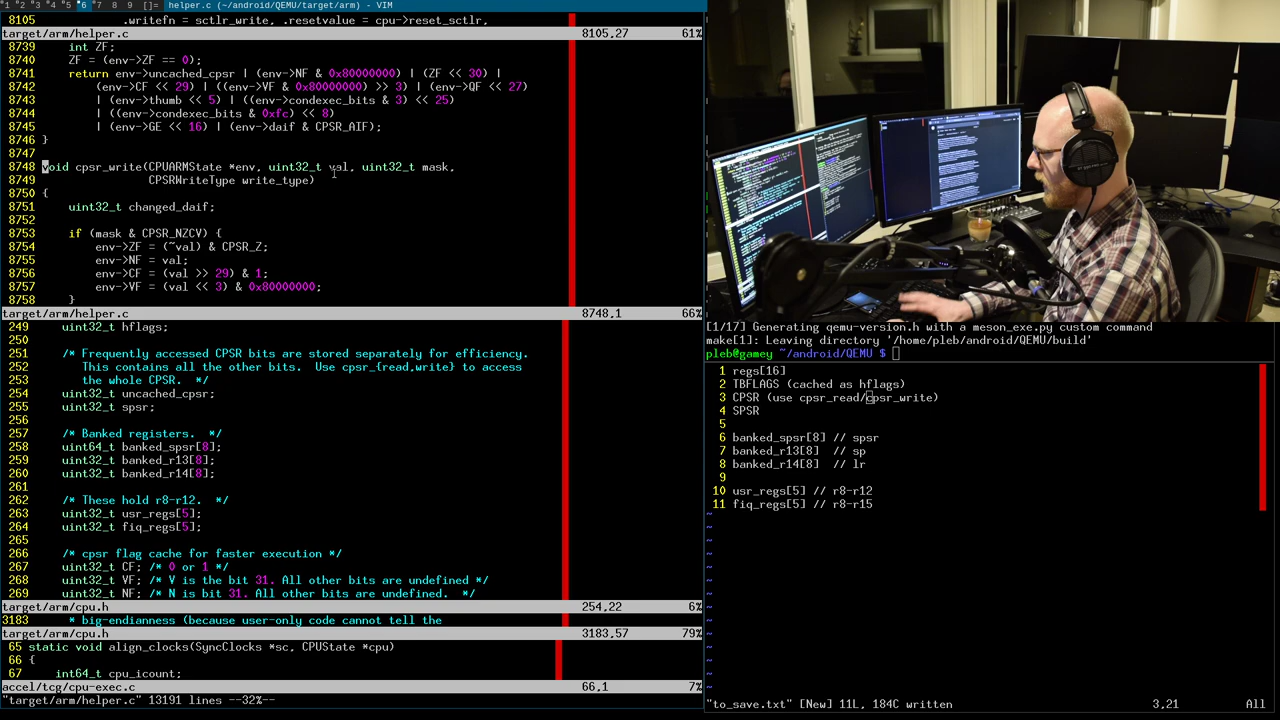 1 2 3 4 5 6 7 8 9 []= helper.c (~/android/QEMU/target/arm) - VIM
8105 .writefn = sctlr_write, .resetvalue = cpu->reset_sctlr,
target/arm/helper.c 8105,27 61%
8739 int ZF;
8740 ZF = (env->ZF == 0);
8741 return env->uncached_cpsr | (env->NF & 0x80000000) | (ZF << 30) |
8742 (env->CF << 29) | ((env->VF & 0x80000000) >> 3) | (env->QF << 27)
8743 | (env->thumb << 5) | ((env->condexec_bits & 3) << 25)
8744 | ((env->condexec_bits & 0xfc) << 8)
8745 | (env->GE << 16) | (env->daif & CPSR_AIF);
8746 }
8747
8748 void cpsr_write(CPUARMState *env, uint32_t val, uint32_t mask,
8749 CPSRWriteType write_type)
8750 {
8751 uint32_t changed_daif;
8752
8753 if (mask & CPSR_NZCV) {
8754 env->ZF = (~val) & CPSR_Z;
8755 env->NF = val;
8756 env->CF = (val >> 29) & 1;
8757 env->VF = (val << 3) & 0x80000000;
8758 }
target/arm/helper.c 8748,1 66%
249 uint32_t hflags;
250
251 /* Frequently accessed CPSR bits are stored separately for efficiency.
252 This contains all the other bits. Use cpsr_{read,write} to access
253 the whole CPSR. */
254 uint32_t uncached_cpsr;
255 uint32_t spsr;
256
257 /* Banked registers. */
258 uint64_t banked_spsr[8];
259 uint32_t banked_r13[8];
260 uint32_t banked_r14[8];
261
262 /* These hold r8-r12. */
263 uint32_t usr_regs[5];
264 uint32_t fiq_regs[5];
265
266 /* cpsr flag cache for faster execution */
267 uint32_t CF; /* 0 or 1 */
268 uint32_t VF; /* V is the bit 31. All other bits are undefined */
269 uint32_t NF; /* N is bit 31. All other bits are undefined. */
target/arm/cpu.h 254,22 6%
3183 * big-endianness (because user-only code cannot tell the
target/arm/cpu.h 3183,57 79%
65 static void align_clocks(SyncClocks *sc, CPUState *cpu)
66 {
67 int64_t cpu_icount;
accel/tcg/cpu-exec.c 66,1 7%
"target/arm/helper.c" 13191 lines --32%--
[1/17] Generating qemu-version.h with a meson_exe.py custom command
make[1]: Leaving directory '/home/pleb/android/QEMU/build'
pleb@gamey ~/android/QEMU $
1 regs[16]
2 TBFLAGS (cached as hflags)
3 CPSR (use cpsr_read/cpsr_write)
4 SPSR
5
6 banked_spsr[8] // spsr
7 banked_r13[8] // sp
8 banked_r14[8] // lr
9
10 usr_regs[5] // r8-r12
11 fiq_regs[5] // r8-r15
~
~
~
~
~
~
~
~
~
~
~
~
~
~
"to_save.txt" [New] 11L, 184C written 3,21 All